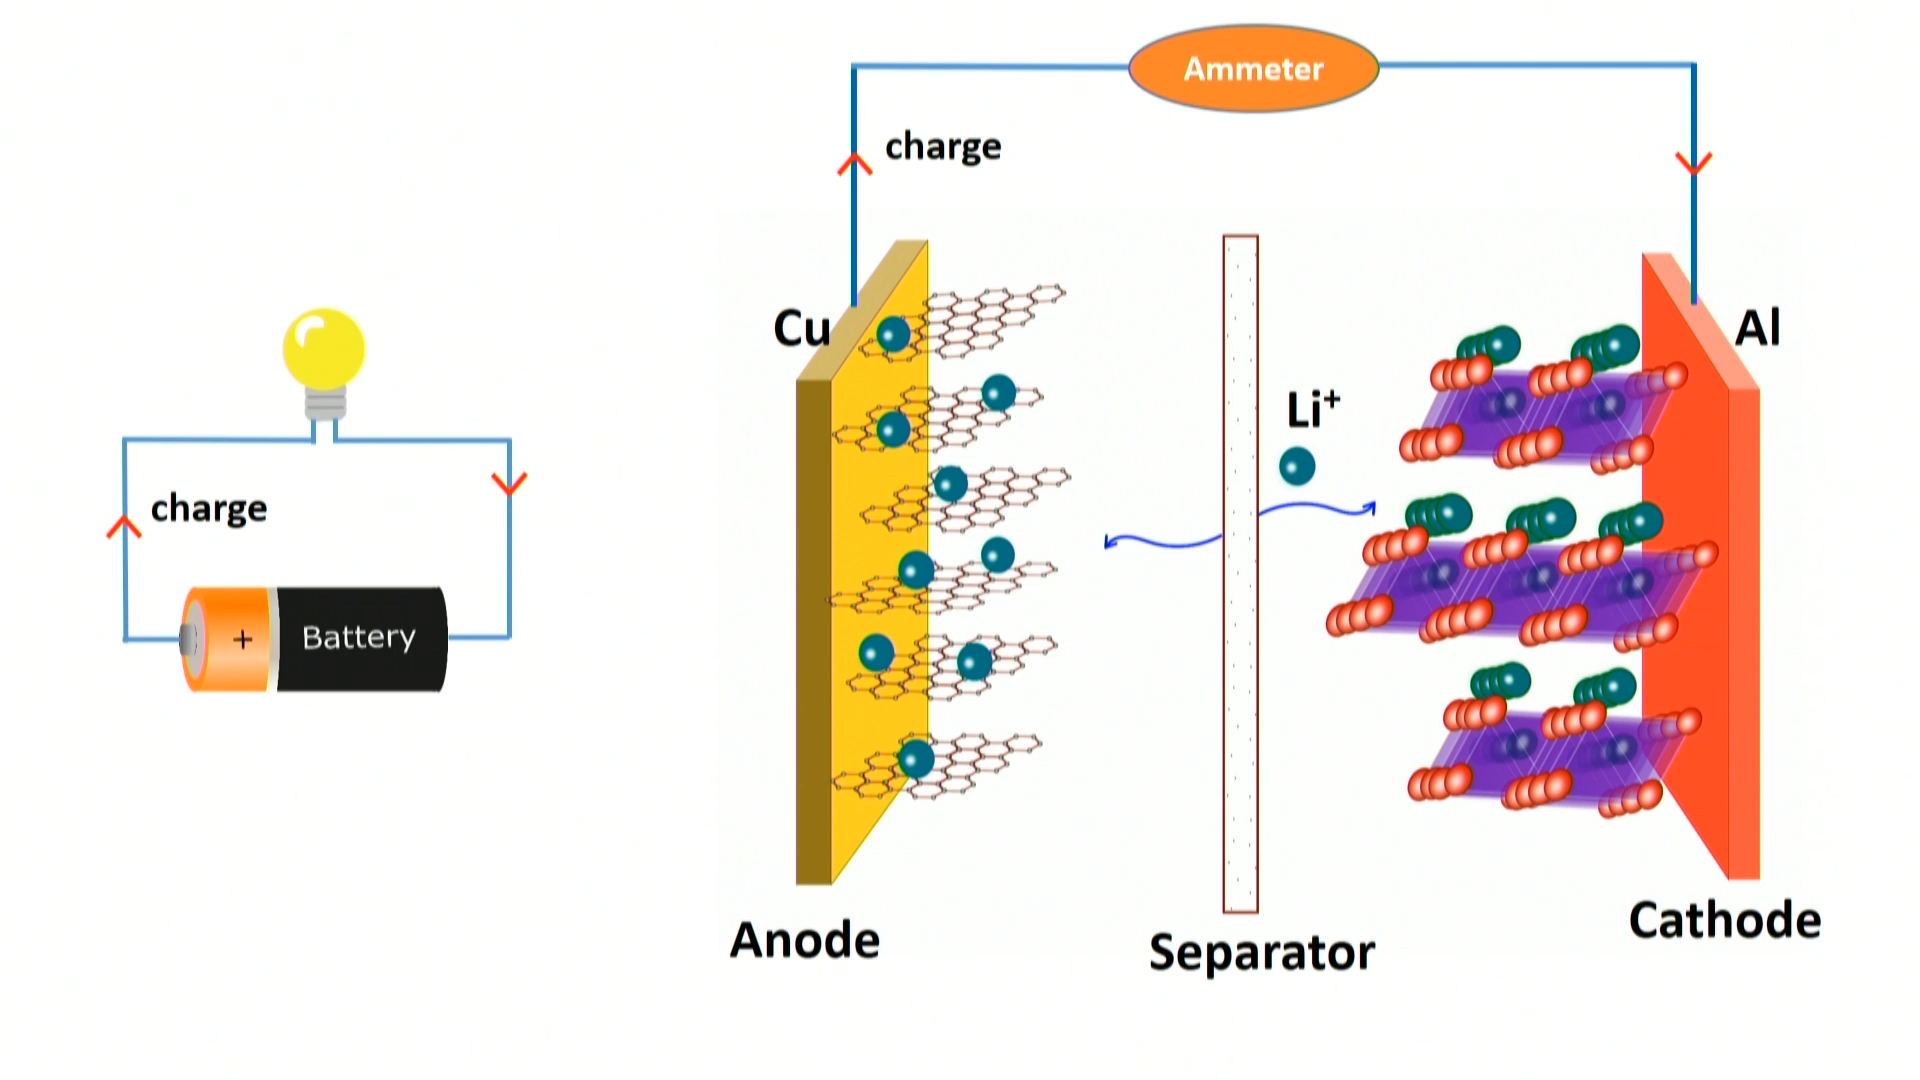 Ammeter
charge
Cu
Al
Li⁺
charge
+
Battery
Anode
Separator
Cathode